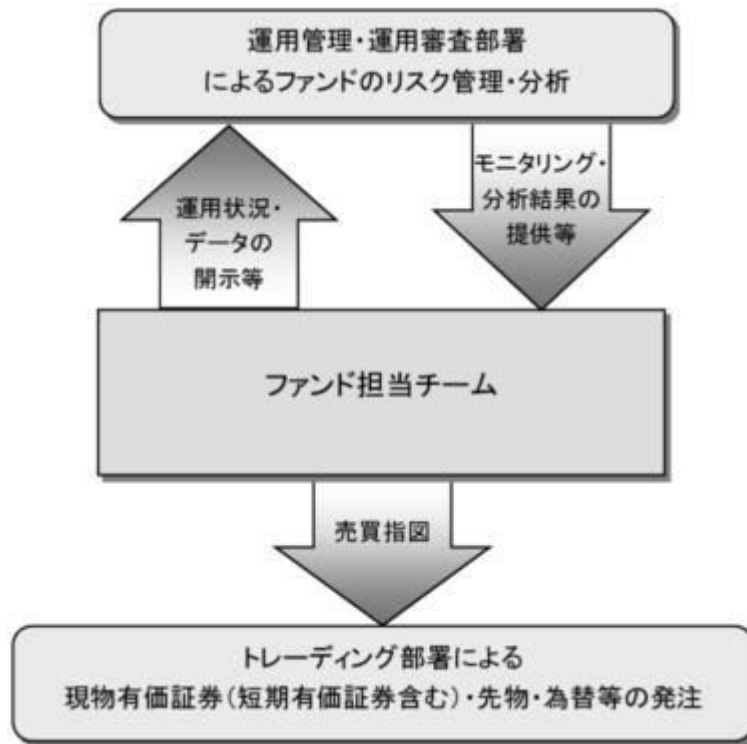 運用管理・運用審査部署
によるファンドのリスク管理・分析
運用状況・
データの
開示等
モニタリング・
分析結果の
提供等
ファンド担当チーム
売買指図
トレーディング部署による
現物有価証券(短期有価証券含む)・先物・為替等の発注